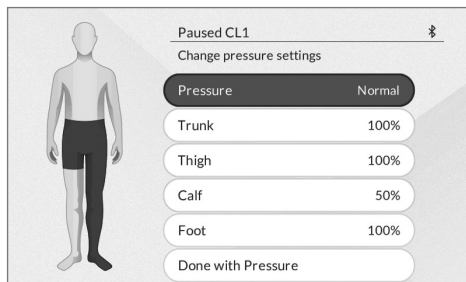 Paused CL1
Change pressure settings
Pressure Normal
Trunk 100%
Thigh 100%
Calf 50%
Foot 100%
Done with Pressure